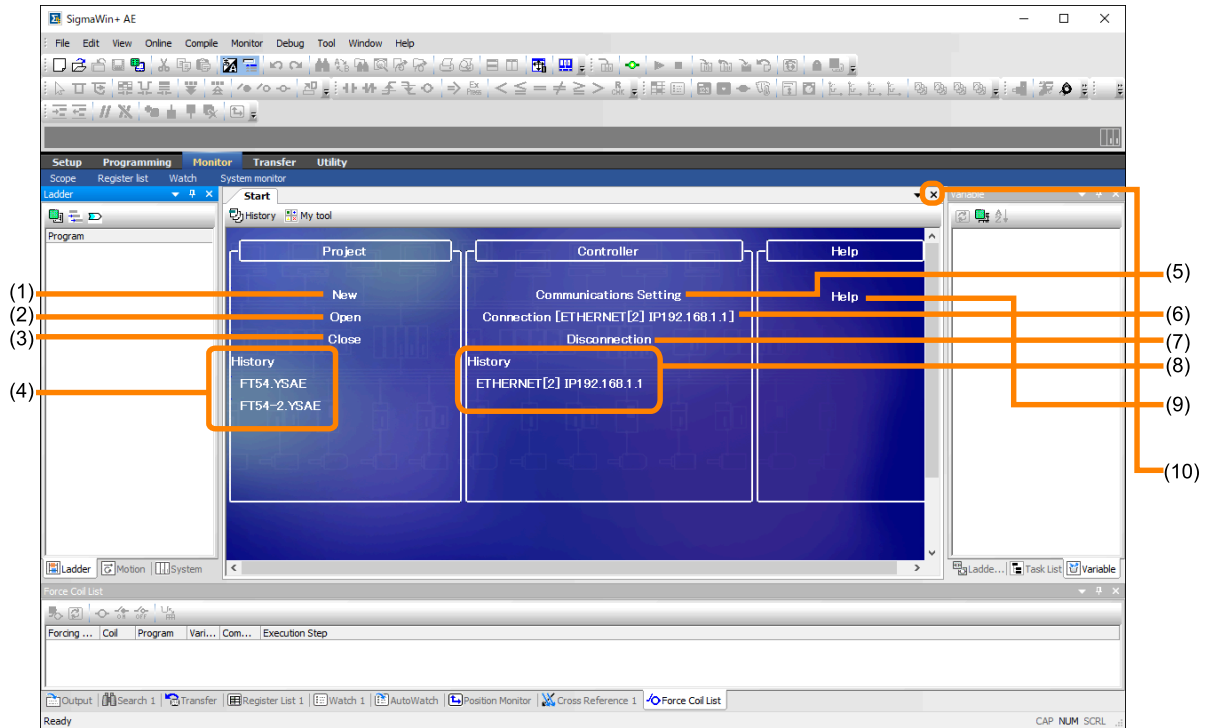 SigmaWin+ AE
File Edit View Online Compile Monitor Debug Tool Window Help
Setup Programming Monitor Transfer Utility
Scope Register list Watch System monitor
Ladder
Start
Variable
History My tool
Program
Project
Controller
Help
New
Communications Setting
Help
(5)
(1)
Open
Connection [ETHERNET[2] IP192.168.1.1]
(6)
(2)
Close
Disconnection
(7)
(3)
History
History
(8)
FT54.YSAE
ETHERNET[2] IP192.168.1.1
(4)
FT54-2.YSAE
(9)
(10)
Ladder Motion System
Ladde... Task List Variable
Force Coil List
Forcing ... Coil Program Vari... Com... Execution Step
Output Search 1 Transfer Register List 1 Watch 1 AutoWatch Position Monitor Cross Reference 1 Force Coil List
Ready
CAP NUM SCRL